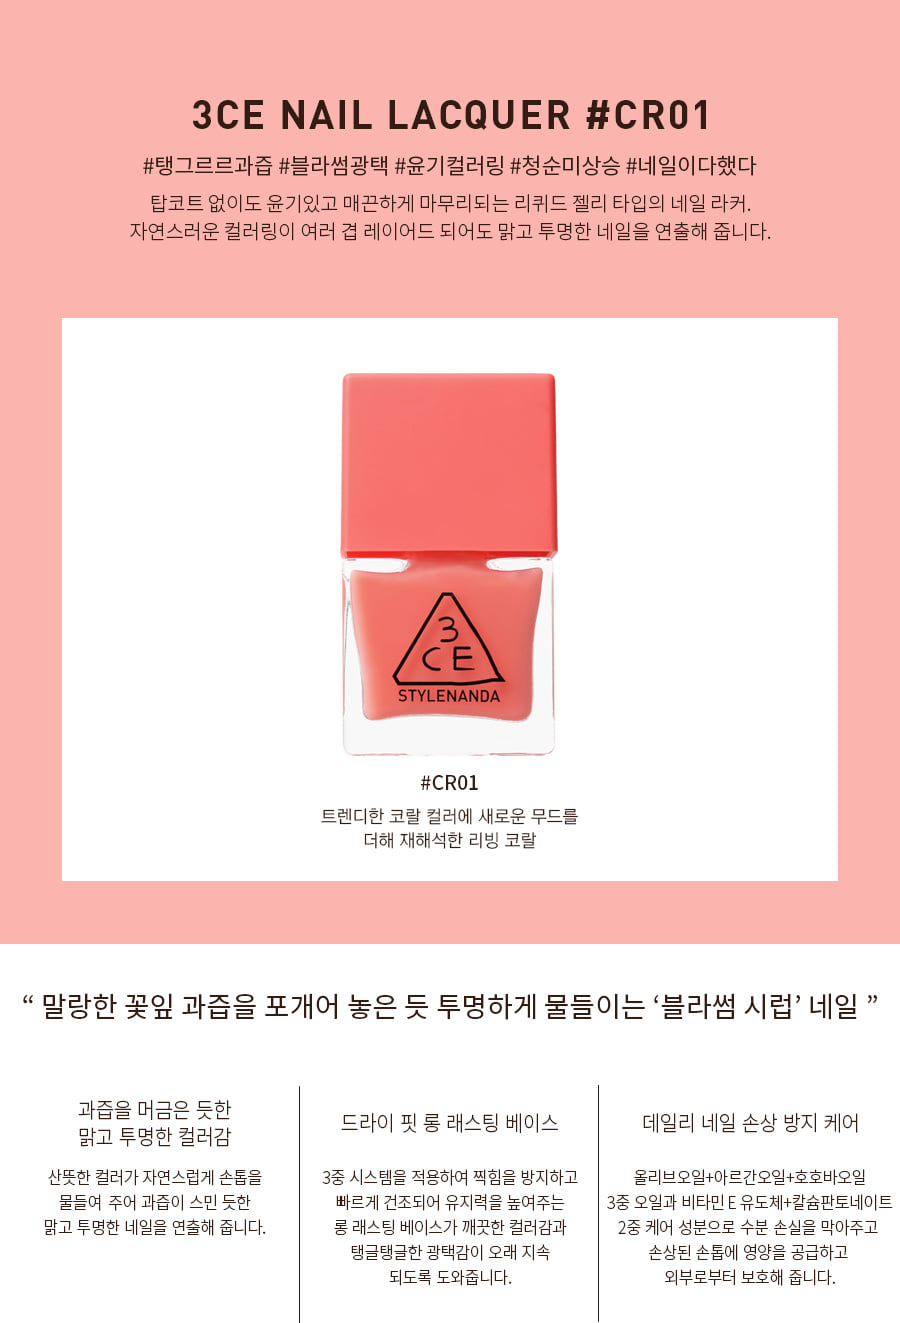 3CE NAIL LACQUER #CR01
#탱그르르과즙 #블라썸광택 #윤기컬러링 #청순미상승 #네일이다했다
탑코트 없이도 윤기있고 매끈하게 마무리되는 리퀴드 젤리 타입의 네일 라커.
자연스러운 컬러링이 여러 겹 레이어드 되어도 맑고 투명한 네일을 연출해 줍니다.
3
CE
STYLENANDA
#CR01
트렌디한 코랄 컬러에 새로운 무드를
더해 재해석한 리빙 코랄
“ 말랑한 꽃잎 과즙을 포개어 놓은 듯 투명하게 물들이는 ‘블라썸 시럽’ 네일 ”
과즙을 머금은 듯한
맑고 투명한 컬러감
산뜻한 컬러가 자연스럽게 손톱을
물들여 주어 과즙이 스민 듯한
맑고 투명한 네일을 연출해 줍니다.
드라이 핏 롱 래스팅 베이스
3중 시스템을 적용하여 찍힘을 방지하고
빠르게 건조되어 유지력을 높여주는
롱 래스팅 베이스가 깨끗한 컬러감과
탱글탱글한 광택감이 오래 지속
되도록 도와줍니다.
데일리 네일 손상 방지 케어
올리브오일+아르간오일+호호바오일
3중 오일과 비타민 E 유도체+칼슘판토네이트
2중 케어 성분으로 수분 손실을 막아주고
손상된 손톱에 영양을 공급하고
외부로부터 보호해 줍니다.